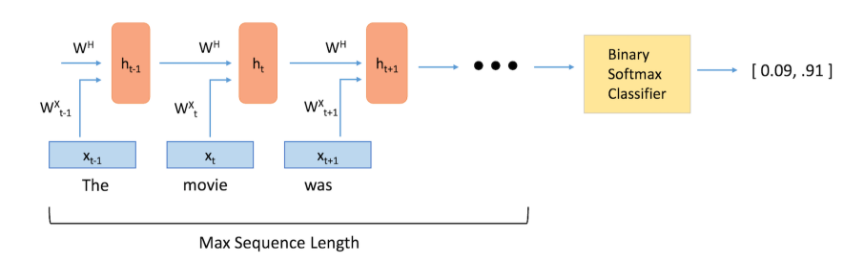 W^H h_t-1 W^H h_t W^H h_t+1 Binary Softmax Classifier [ 0.09, .91 ]
W^X_t-1 W^X_t W^X_t+1
x_t-1 x_t x_t+1
The movie was
Max Sequence Length